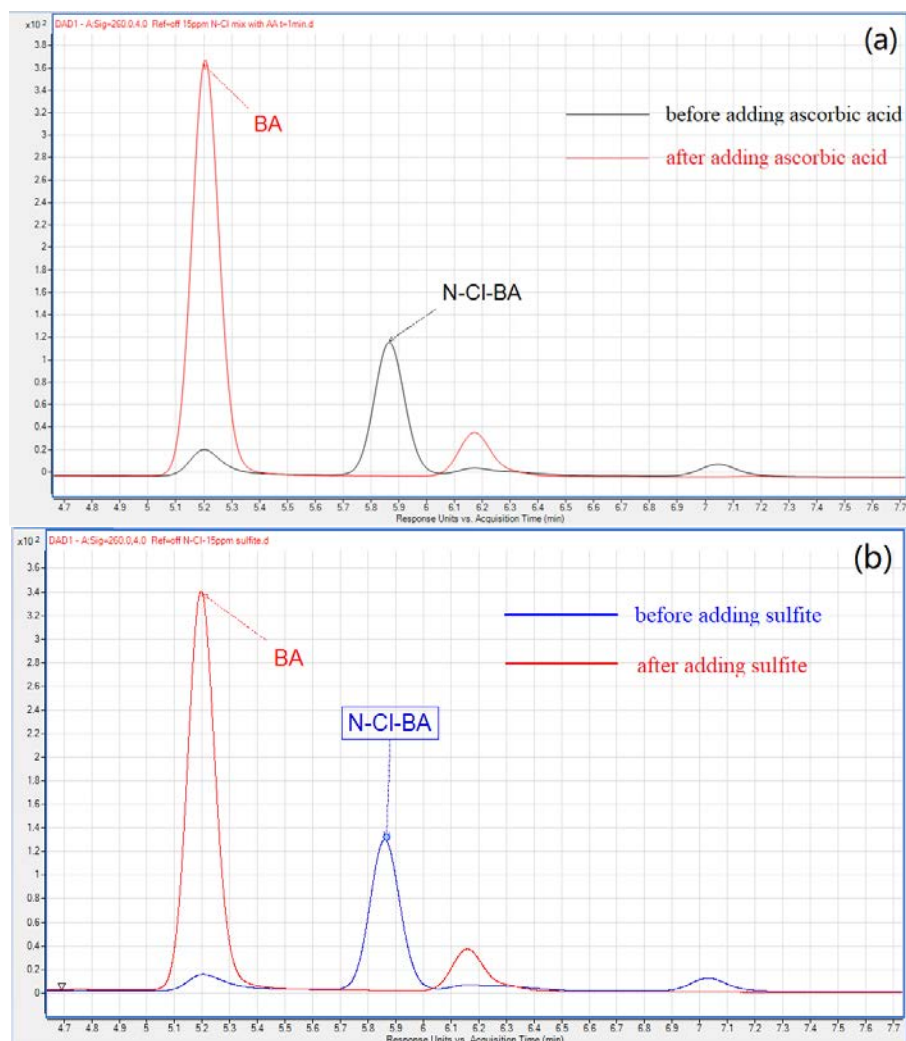 x10 2 DAD1 - A:Sig=260.0,4.0 Ref=off 15ppm N-Cl mix with AA t=1min.d
(a)
3.8
3.6
3.4
3.2
3
2.8
2.6
2.4
2.2
2
1.8
1.6
1.4
1.2
1
0.8
0.6
0.4
0.2
0
BA
before adding ascorbic acid
after adding ascorbic acid
N-Cl-BA
4.7 4.8 4.9 5 5.1 5.2 5.3 5.4 5.5 5.6 5.7 5.8 5.9 6 6.1 6.2 6.3 6.4 6.5 6.6 6.7 6.8 6.9 7 7.1 7.2 7.3 7.4 7.5 7.6 7.7
Response Units vs. Acquisition Time (min)
x10 2 DAD1 - A:Sig=260.0,4.0 Ref=off N-Cl-15ppm sulfite.d
(b)
3.6
3.4
3.2
3
2.8
2.6
2.4
2.2
2
1.8
1.6
1.4
1.2
1
0.8
0.6
0.4
0.2
0
BA
before adding sulfite
after adding sulfite
N-Cl-BA
4.7 4.8 4.9 5 5.1 5.2 5.3 5.4 5.5 5.6 5.7 5.8 5.9 6 6.1 6.2 6.3 6.4 6.5 6.6 6.7 6.8 6.9 7 7.1 7.2 7.3 7.4 7.5 7.6 7.7
Response Units vs. Acquisition Time (min)